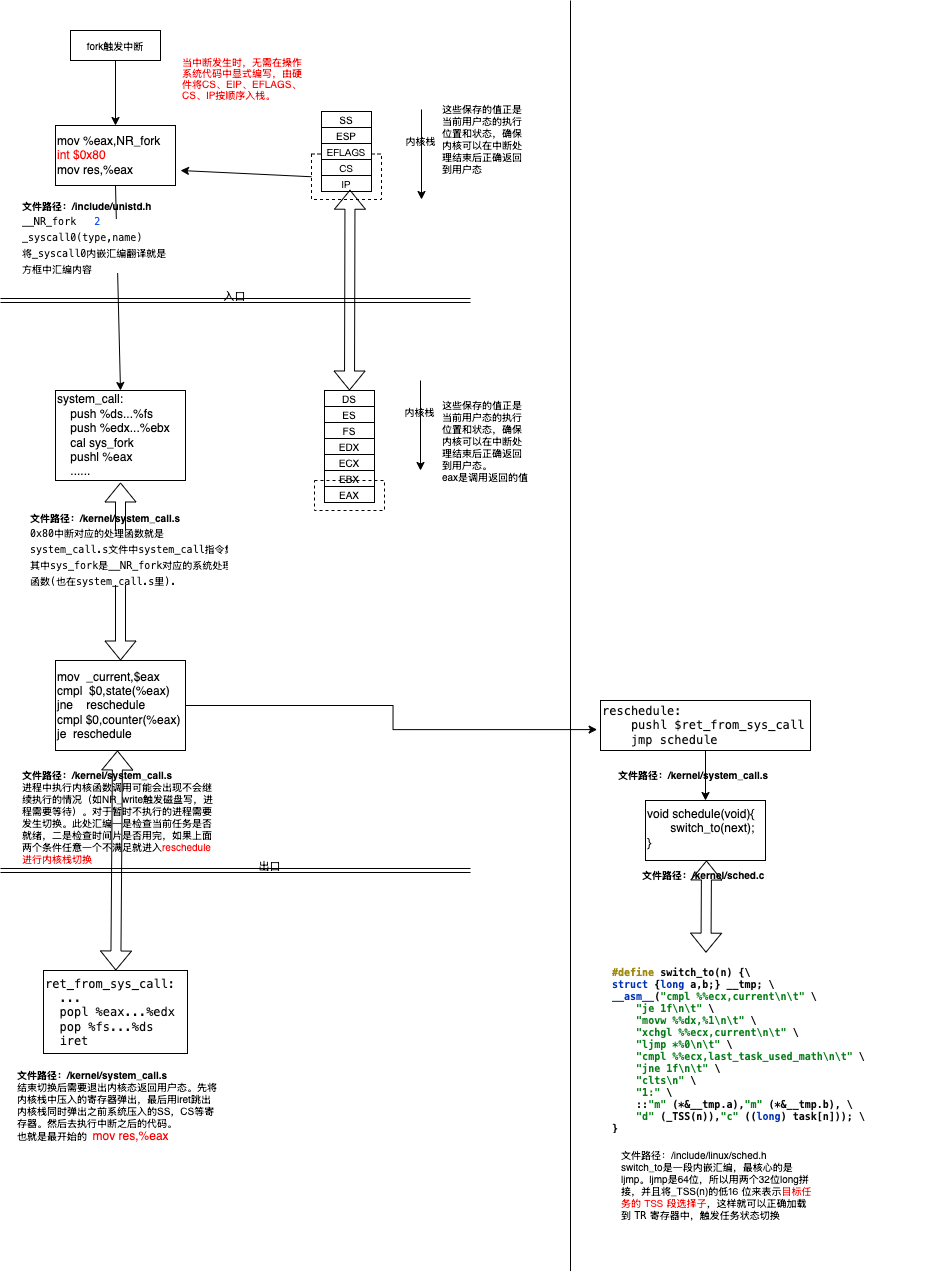 fork触发中断
当中断发生时，无需在操作
系统代码中显式编写，由硬
件将CS、EIP、EFLAGS、
CS、IP按顺序入栈。
mov %eax,NR_fork
int $0x80
mov res,%eax
SS
ESP
EFLAGS
CS
IP
内核栈
这些保存的值正是
当前用户态的执行
位置和状态，确保
内核可以在中断处
理结束后正确返回
到用户态
文件路径：/include/unistd.h
__NR_fork 2
_syscall0(type,name)
将_syscall0内嵌汇编翻译就是
方框中汇编内容
入口
system_call:
push %ds...%fs
push %edx...%ebx
cal sys_fork
pushl %eax
......
DS
ES
FS
EDX
ECX
EBX
EAX
内核栈
这些保存的值正是
当前用户态的执行
位置和状态，确保
内核可以在中断处
理结束后正确返回
到用户态。
eax是调用返回的值
文件路径：/kernel/system_call.s
0x80中断对应的处理函数就是
system_call.s文件中system_call指令
其中sys_fork是__NR_fork对应的系统处理
函数(也在system_call.s里).
mov _current,$eax
cmpl $0,state(%eax)
jne reschedule
cmpl $0,counter(%eax)
je reschedule
文件路径：/kernel/system_call.s
进程中执行内核函数调用可能会出现不会继
续执行的情况（如NR_write触发磁盘写，进
程需要等待）。对于暂时不执行的进程需要
发生切换。此处汇编一是检查当前任务是否
就绪，二是检查时间片是否用完，如果上面
两个条件任意一个不满足就进入reschedule
进行内核栈切换
出口
ret_from_sys_call:
...
popl %eax...%edx
pop %fs...%ds
iret
文件路径：/kernel/system_call.s
结束切换后需要退出内核态返回用户态。先将
内核栈中压入的寄存器弹出，最后用iret跳出
内核栈同时弹出之前系统压入的SS，CS等寄
存器。然后去执行中断之后的代码。
也就是最开始的 mov res,%eax
reschedule:
pushl $ret_from_sys_call
jmp schedule
文件路径：/kernel/system_call.s
void schedule(void){
switch_to(next);
}
文件路径：/kernel/sched.c
#define switch_to(n) {\
struct {long a,b;} __tmp; \
__asm__("cmpl %%ecx,current\n\t" \
"je 1f\n\t" \
"movw %%dx,%1\n\t" \
"xchgl %%ecx,current\n\t" \
"ljmp *%0\n\t" \
"cmpl %%ecx,last_task_used_math\n\t" \
"jne 1f\n\t" \
"clts\n" \
"1:" \
::"m" (*&__tmp.a),"m" (*&__tmp.b), \
"d" (_TSS(n)),"c" ((long) task[n])); \
}
文件路径：/include/linux/sched.h
switch_to是一段内嵌汇编，最核心的是
ljmp。ljmp是64位，所以用两个32位long拼
接，并且将_TSS(n)的低16 位来表示目标任
务的 TSS 段选择子，这样就可以正确加载
到 TR 寄存器中，触发任务状态切换